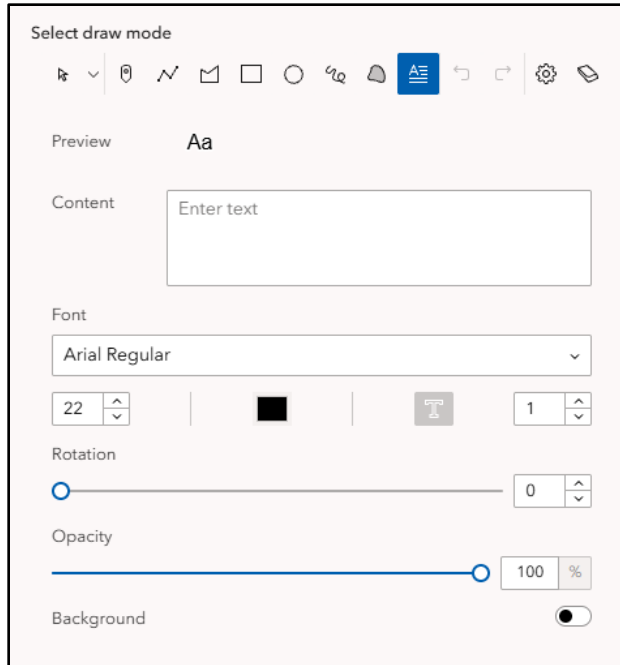 Select draw mode
Preview Aa
Content Enter text
Font
Arial Regular
22 1
Rotation
0
Opacity
100 %
Background